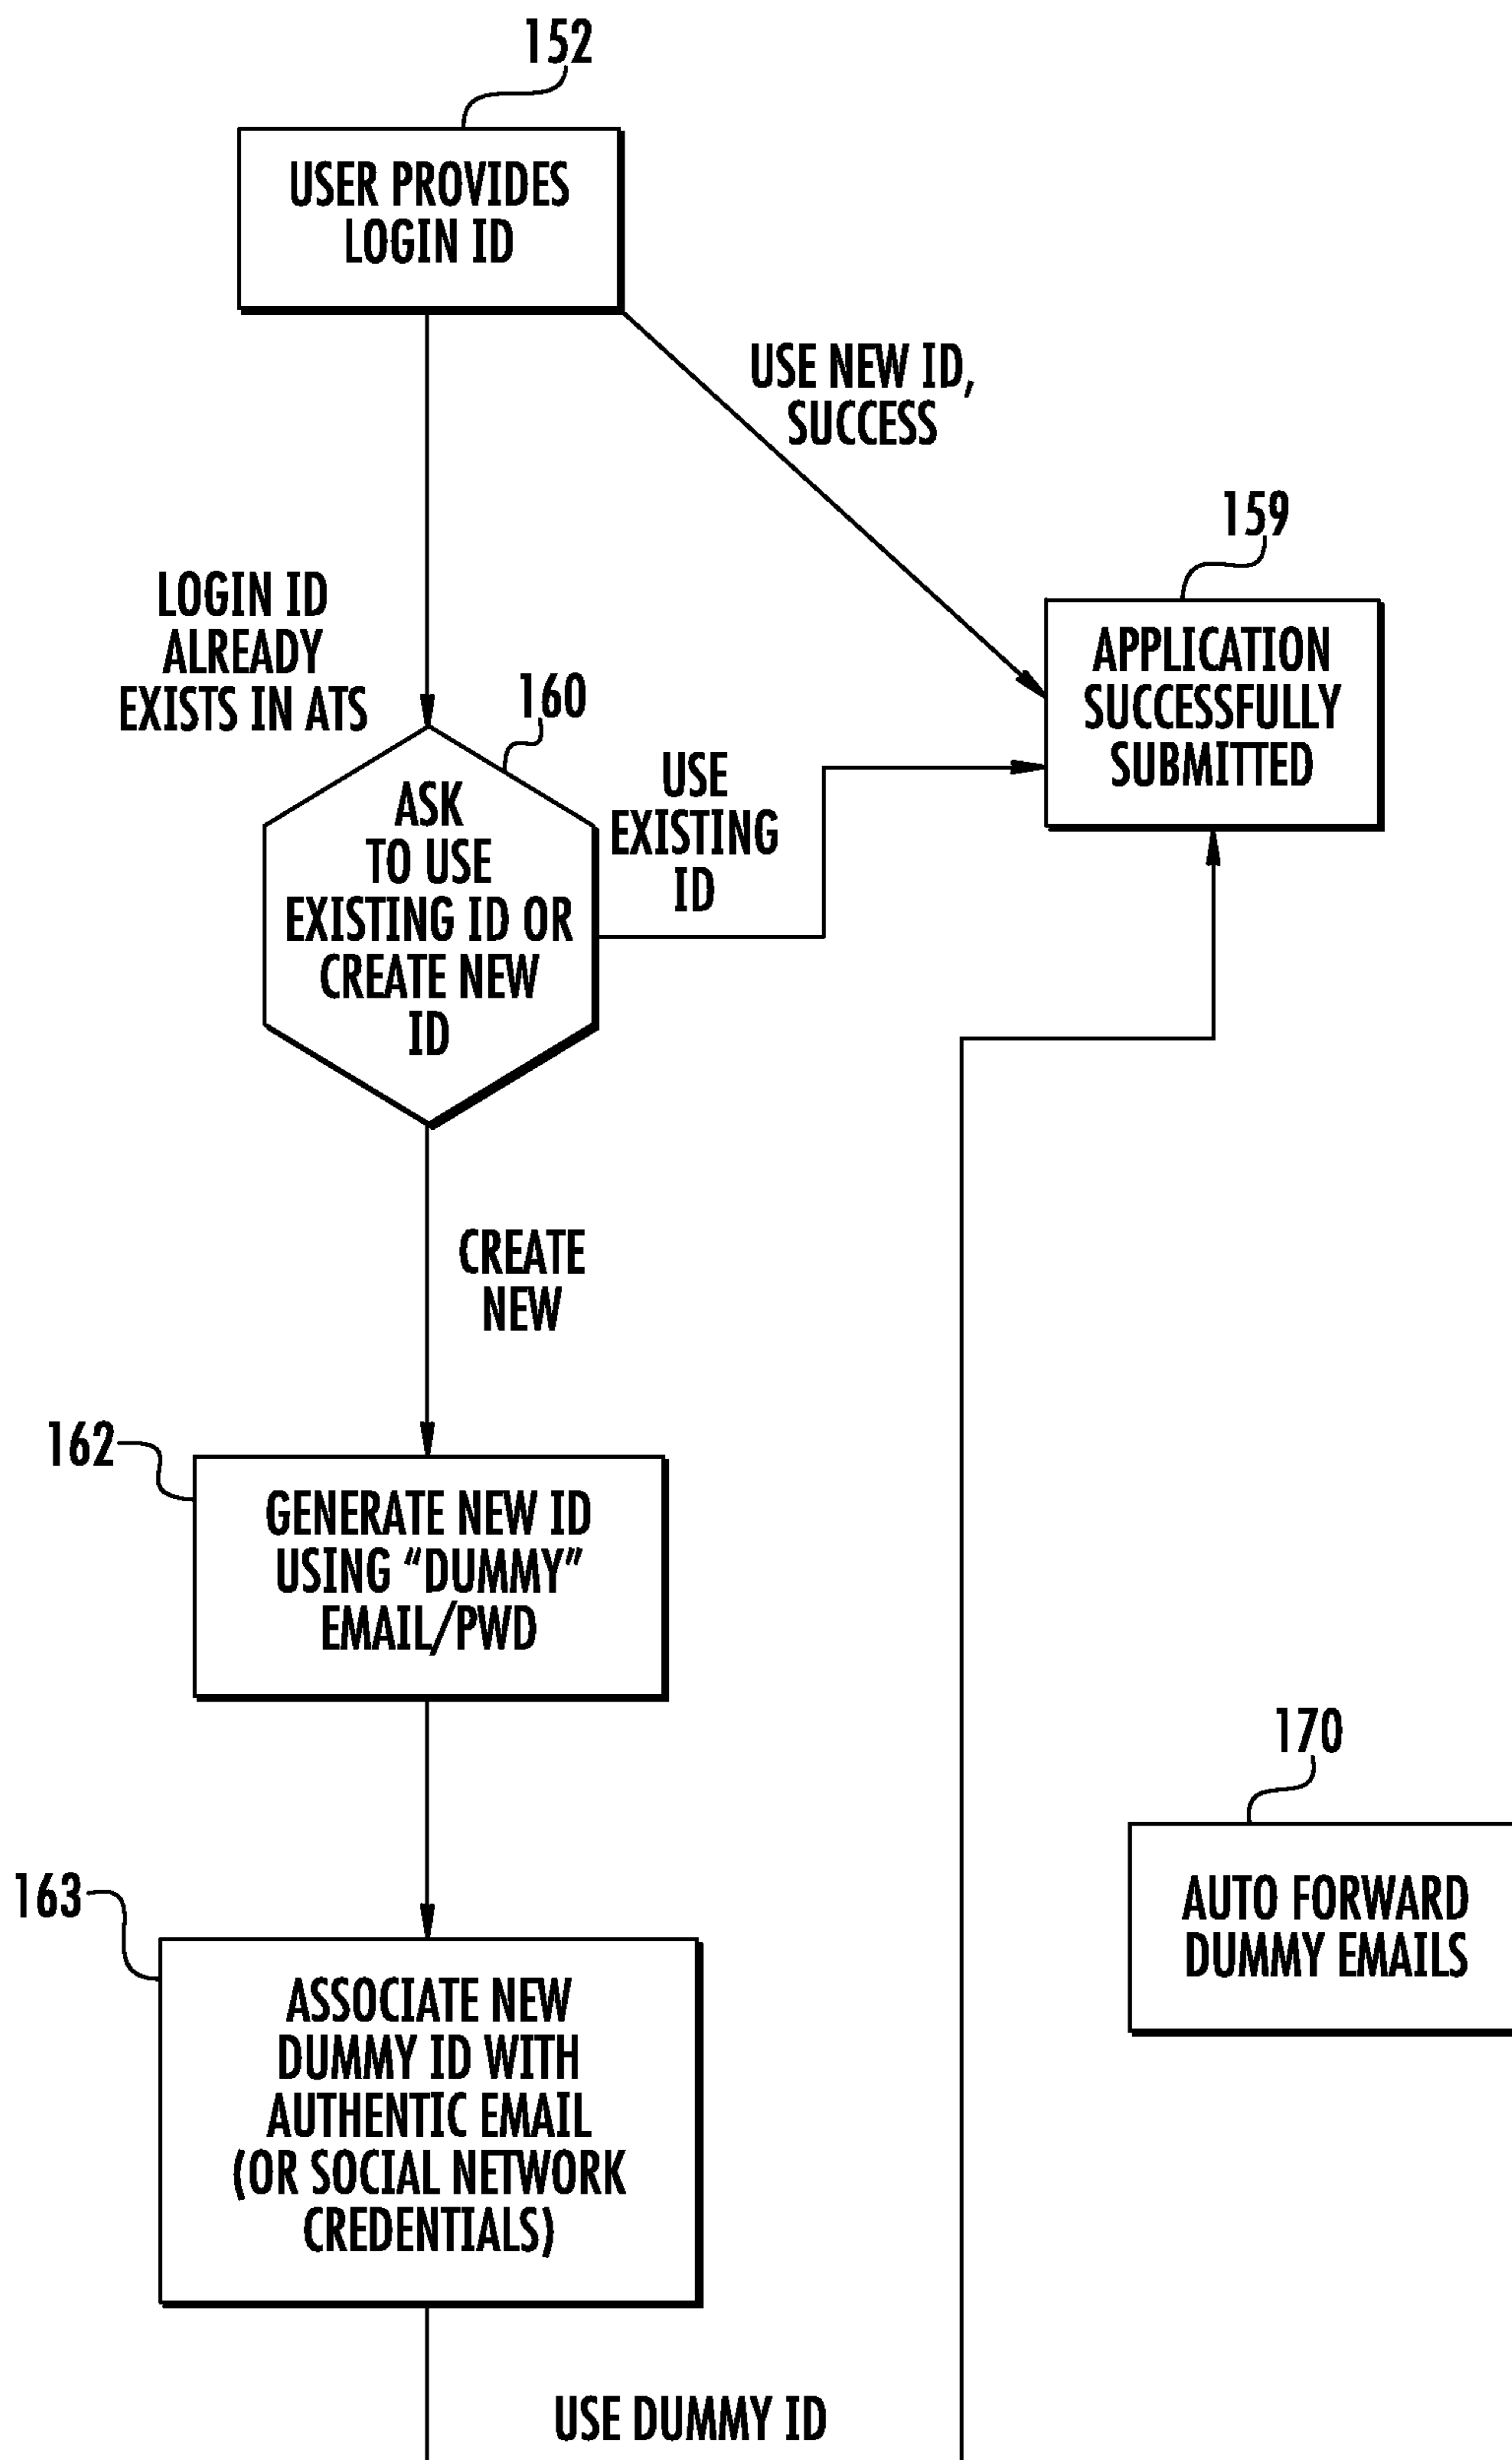 152
USER PROVIDES
LOGIN ID
USE NEW ID,
SUCCESS
159
APPLICATION
SUCCESSFULLY
SUBMITTED
LOGIN ID
ALREADY
EXISTS IN ATS
160
ASK
TO USE
EXISTING ID OR
CREATE NEW
ID
USE
EXISTING
ID
CREATE
NEW
162
GENERATE NEW ID
USING “DUMMY”
EMAIL/PWD
170
AUTO FORWARD
DUMMY EMAILS
163
ASSOCIATE NEW
DUMMY ID WITH
AUTHENTIC EMAIL
(OR SOCIAL NETWORK
CREDENTIALS)
USE DUMMY ID